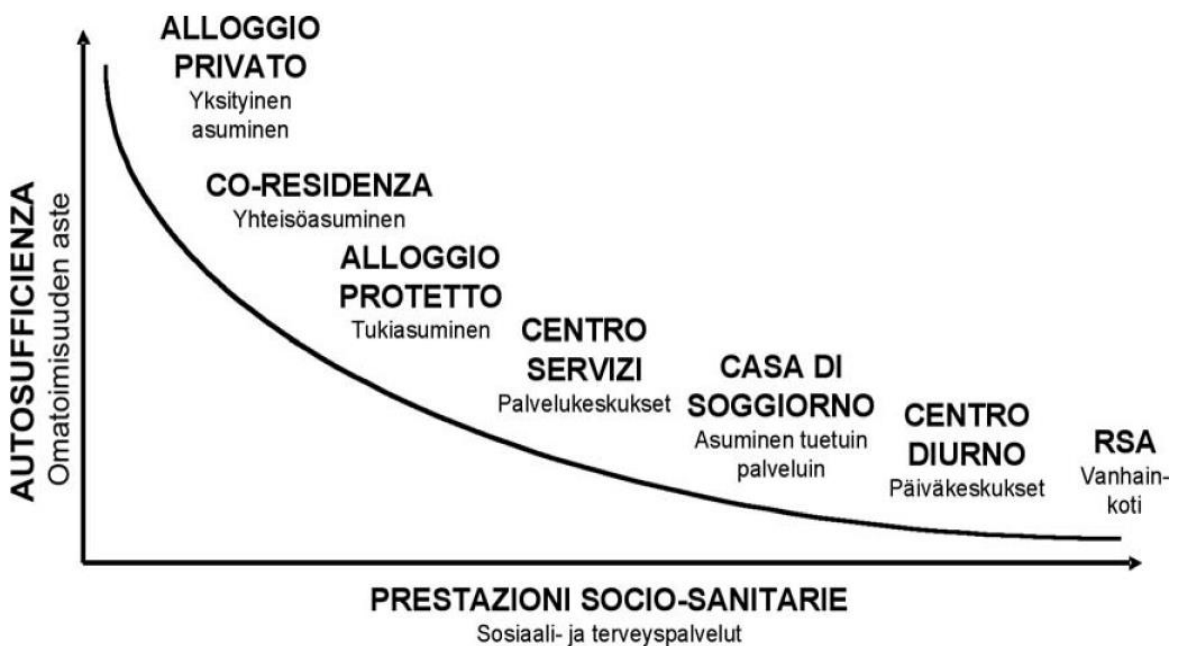 ALLOGGIO
PRIVATO
Yksityinen
asuminen
CO-RESIDENZA
Yhteisöasuminen
ALLOGGIO
PROTETTO
Tukiasuminen
CENTRO
SERVIZI
Palvelukeskukset
CASA DI
SOGGIORNO
Asuminen tuetuin
palveluin
CENTRO
DIURNO
Päiväkeskukset
RSA
Vanhain-
koti
AUTOSUFFICIENZA
Omatoimisuuden aste
PRESTAZIONI SOCIO-SANITARIE
Sosiaali- ja terveyspalvelut